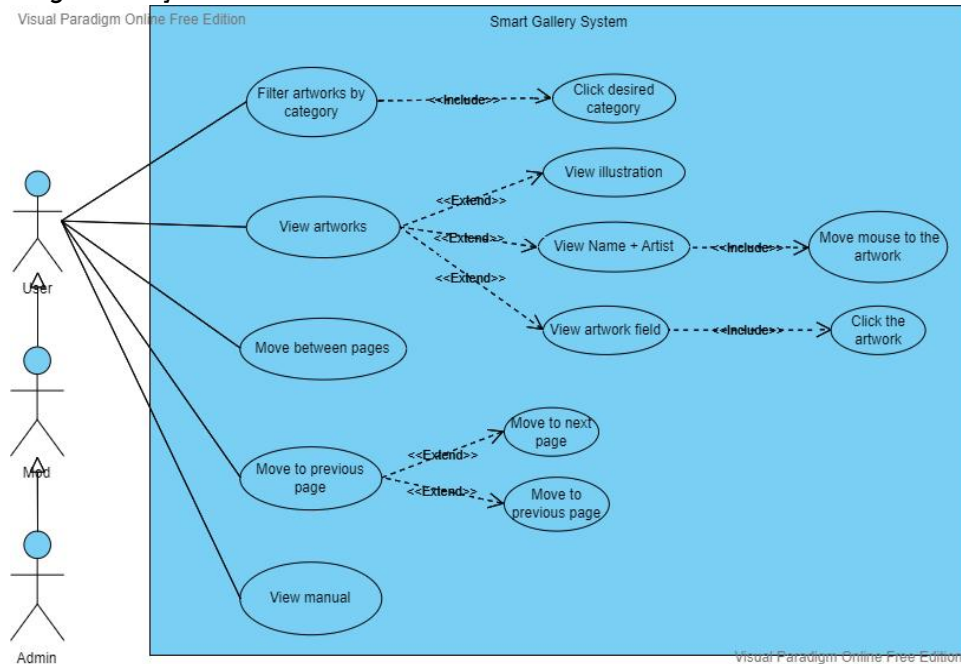 Visual Paradigm Online Free Edition
Smart Gallery System
Filter artworks by
category
<<Include>>
Click desired
category
View illustration
<<Extend>>
View artworks
<<Extend>>
View Name + Artist
<<Include>>
Move mouse to the
artwork
<<Extend>>
View artwork field
<<Include>>
Click the
artwork
User
Move between pages
Move to next
page
<<Extend>>
Mod
Move to previous
page
<<Extend>>
Move to
previous page
View manual
Admin
Visual Paradigm Online Free Edition